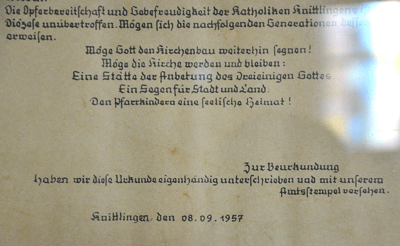 Die Opferbereitschaft und Gebefreudigkeit der Katholiken Knittlingens
Diözese unübertroffen. Mögen sich die nachfolgenden Generationen dessen
erweisen.
Möge Gott den Kirchenbau weiterhin segnen!
Möge die Kirche werden und bleiben:
Eine Stätte der Anbetung des Dreieinigen Gottes
Ein Segen für Stadt und Land.
Den Pfarrkindern eine seelische Heimat!
Zur Beurkundung
haben wir diese Urkunde eigenhändig unterschrieben und mit unserem
Amtsstempel versehen.
Knittlingen, den 08.09.1957